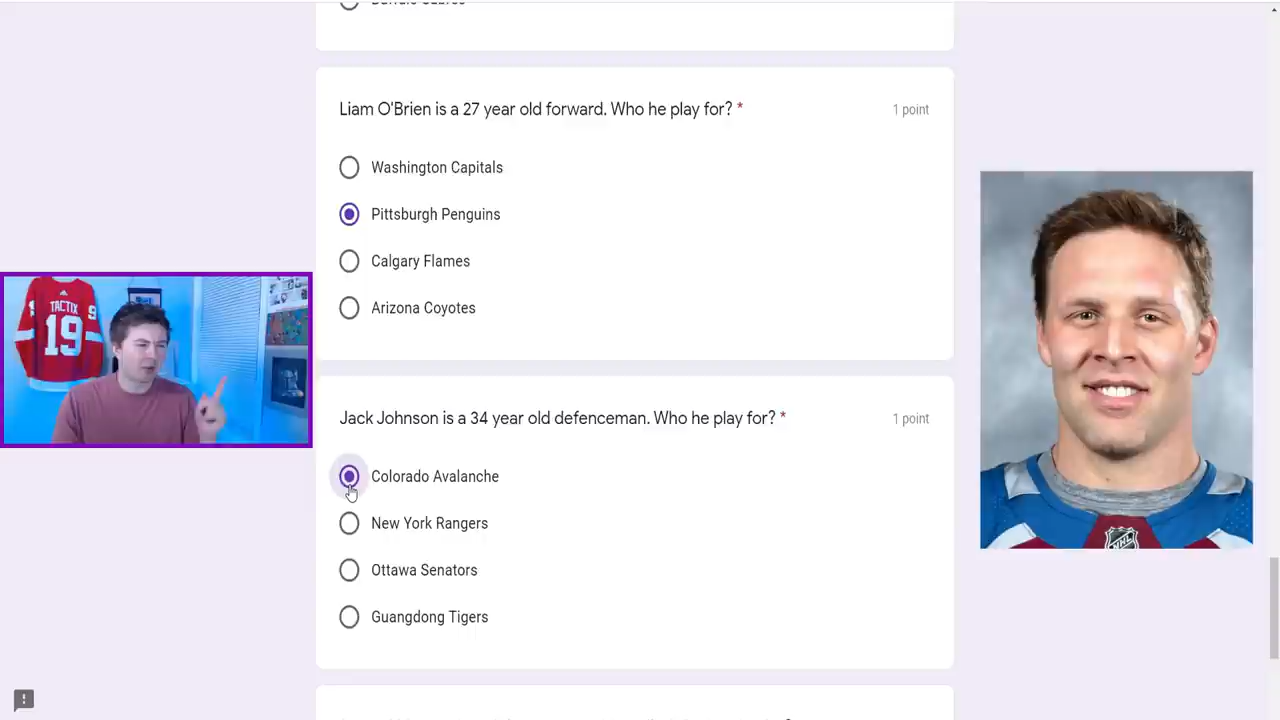 Liam O'Brien is a 27 year old forward. Who he play for? *
1 point
Washington Capitals
Pittsburgh Penguins
Calgary Flames
Arizona Coyotes
TACTIX
19
Jack Johnson is a 34 year old defenceman. Who he play for? *
1 point
Colorado Avalanche
New York Rangers
Ottawa Senators
Guangdong Tigers
NHL